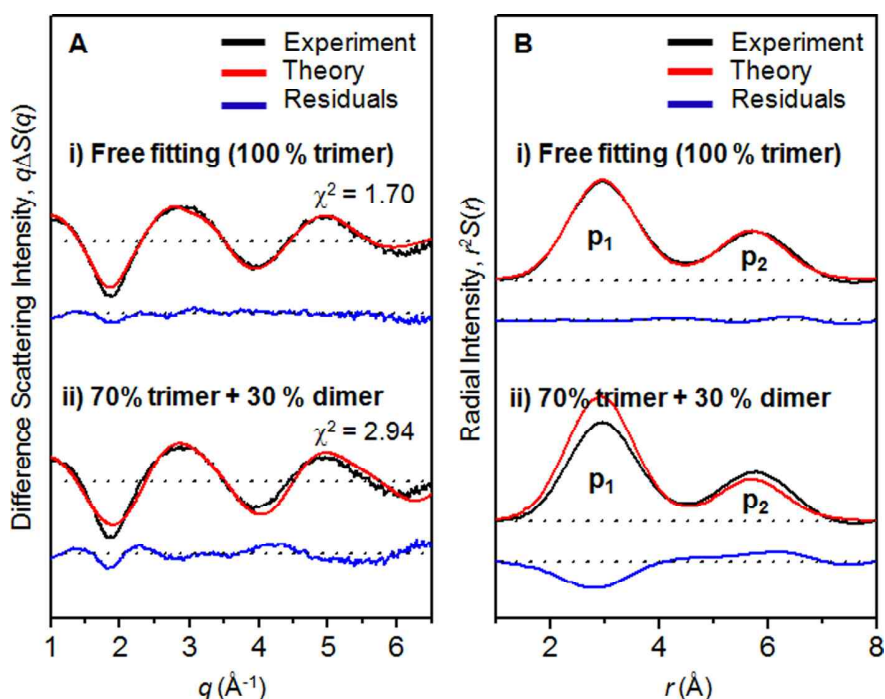 A
Experiment
Theory
Residuals
i) Free fitting (100 % trimer)
χ² = 1.70
ii) 70% trimer + 30 % dimer
χ² = 2.94
Difference Scattering Intensity, qΔS(q)
1 2 3 4 5 6
q (Å⁻¹)
B
Experiment
Theory
Residuals
i) Free fitting (100 % trimer)
p₁
p₂
ii) 70% trimer + 30 % dimer
p₁
p₂
Radial Intensity, r²S(r)
2 4 6 8
r (Å)